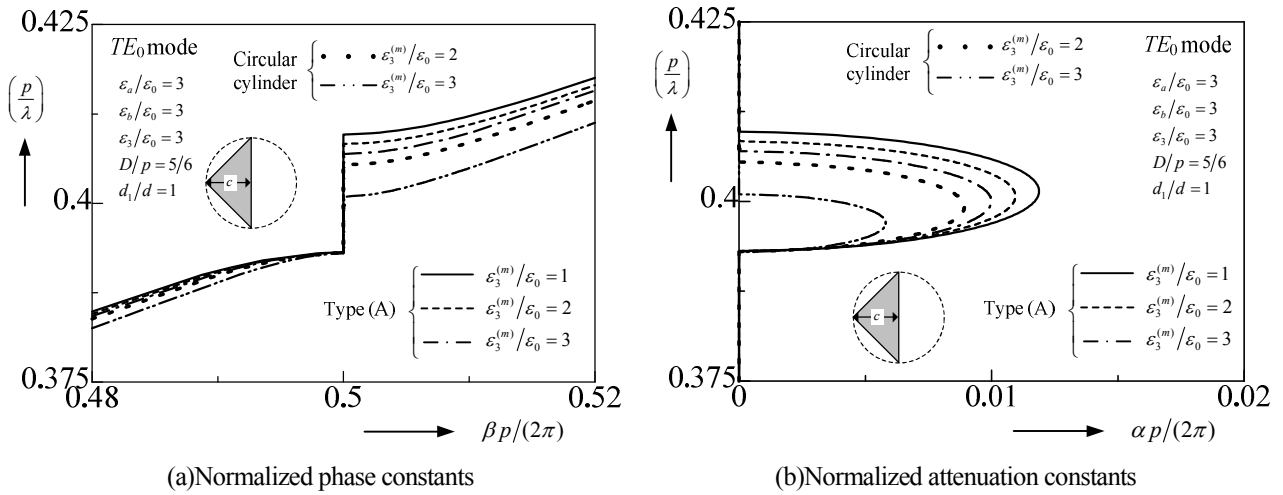 0.425
TE₀ mode
εₐ/ε₀ = 3
ε_b/ε₀ = 3
ε₃/ε₀ = 3
D/p = 5/6
d₁/d = 1
Circular cylinder
ε₃⁽ᵐ⁾/ε₀ = 2
ε₃⁽ᵐ⁾/ε₀ = 3
(p/λ)
c
0.4
Type (A)
ε₃⁽ᵐ⁾/ε₀ = 1
ε₃⁽ᵐ⁾/ε₀ = 2
ε₃⁽ᵐ⁾/ε₀ = 3
0.375
0.48
0.5
0.52
βp/(2π)
(a)Normalized phase constants
0.425
Circular cylinder
ε₃⁽ᵐ⁾/ε₀ = 2
ε₃⁽ᵐ⁾/ε₀ = 3
TE₀ mode
εₐ/ε₀ = 3
ε_b/ε₀ = 3
ε₃/ε₀ = 3
D/p = 5/6
d₁/d = 1
(p/λ)
0.4
c
Type (A)
ε₃⁽ᵐ⁾/ε₀ = 1
ε₃⁽ᵐ⁾/ε₀ = 2
ε₃⁽ᵐ⁾/ε₀ = 3
0.375
0
0.01
0.02
αp/(2π)
(b)Normalized attenuation constants